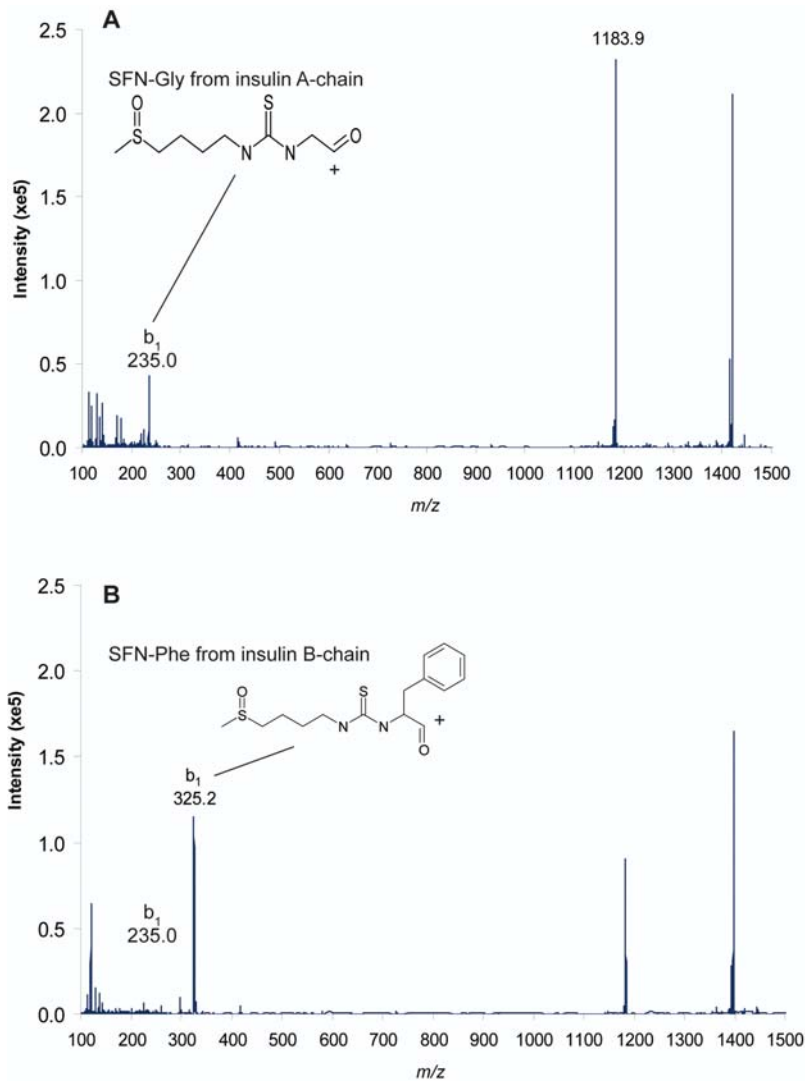 A
2.5
2.0
1.5
1.0
0.5
0.0
Intensity (xe5)
SFN-Gly from insulin A-chain
O
S
S
N
N
O
+
b1
235.0
1183.9
100 200 300 400 500 600 700 800 900 1000 1100 1200 1300 1400 1500
m/z
B
2.5
2.0
1.5
1.0
0.5
0.0
Intensity (xe5)
SFN-Phe from insulin B-chain
O
S
S
N
N
O
+
b1
325.2
b1
235.0
100 200 300 400 500 600 700 800 900 1000 1100 1200 1300 1400 1500
m/z